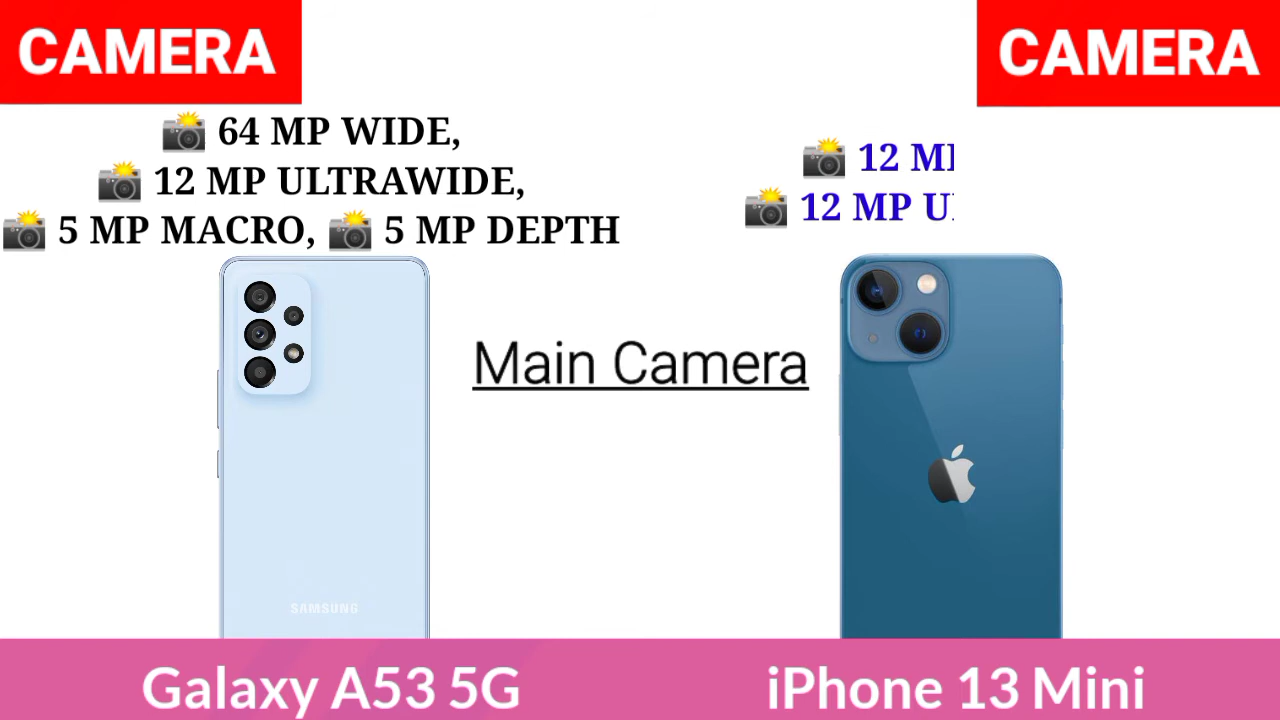 CAMERA
CAMERA
64 MP WIDE,
12 MP ULTRAWIDE,
5 MP MACRO, 5 MP DEPTH
12
12 MP
Main Camera
SAMSUNG
Galaxy A53 5G
iPhone 13 Mini